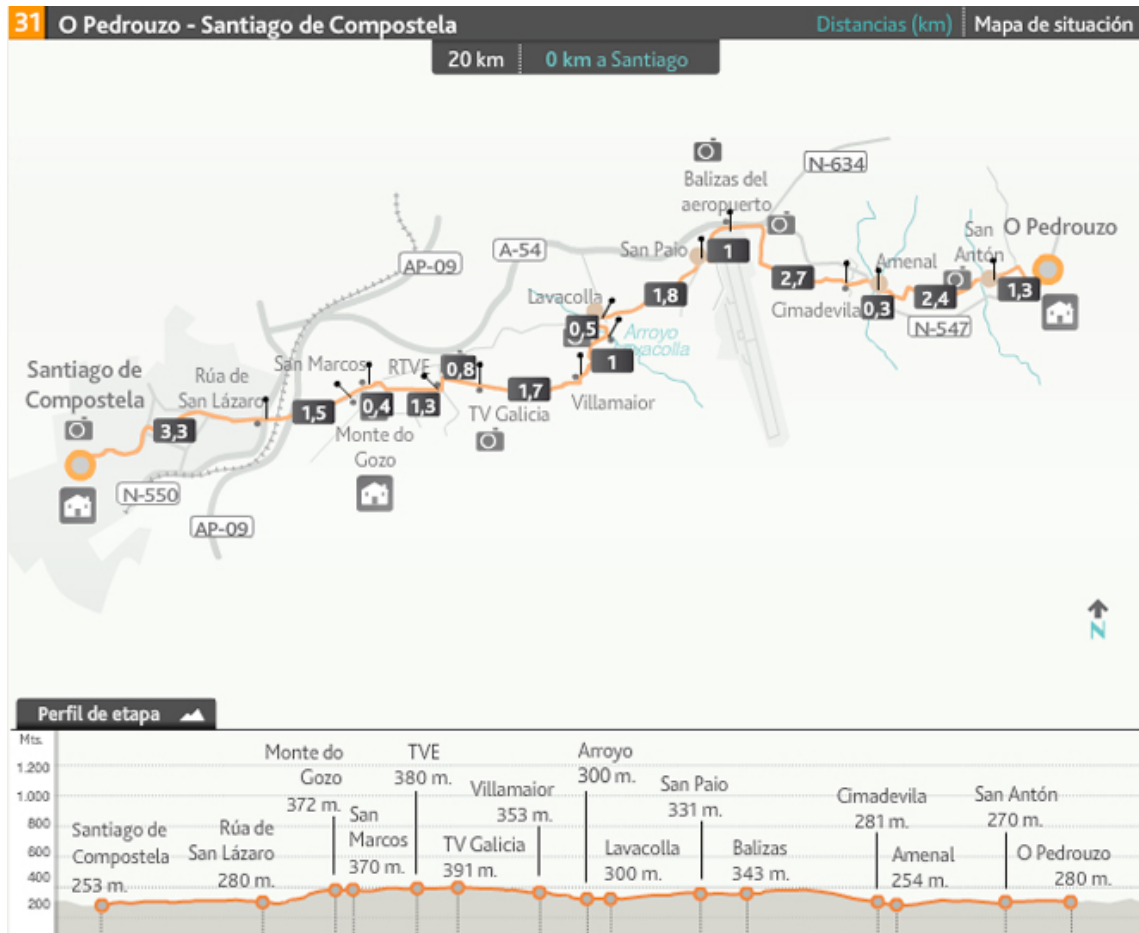 31 O Pedrouzo - Santiago de Compostela
Distancias (km)
Mapa de situación
20 km
0 km a Santiago
N-634
Balizas del
aeropuerto
San Paio
1
San
Antón
O Pedrouzo
A-54
AP-09
Amenal
2,7
1,3
1,8
2,4
0,3
Cimadevila
N-547
Lavacolla
0,5
Arroyo
1
San Marcos
RTVE
0,8
Santiago de
Compostela
Rúa de
San Lázaro
1,7
Villamaior
TV Galicia
1,5
0,4
1,3
3,3
Monte do
Gozo
N-550
AP-09
N
Perfil de etapa
Mts.
1.200
1.000
800
600
400
200
Santiago de
Compostela
253 m.
Rúa de
San Lázaro
280 m.
Monte do
Gozo
372 m.
San
Marcos
370 m.
TVE
380 m.
TV Galicia
391 m.
Villamaior
353 m.
Arroyo
300 m.
Lavacolla
300 m.
San Paio
331 m.
Balizas
343 m.
Cimadevila
281 m.
Amenal
254 m.
San Antón
270 m.
O Pedrouzo
280 m.